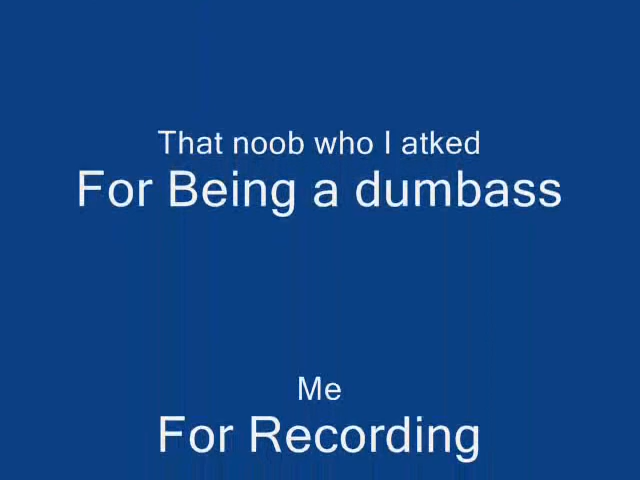 That noob who I atked
For Being a dumbass
Me
For Recording